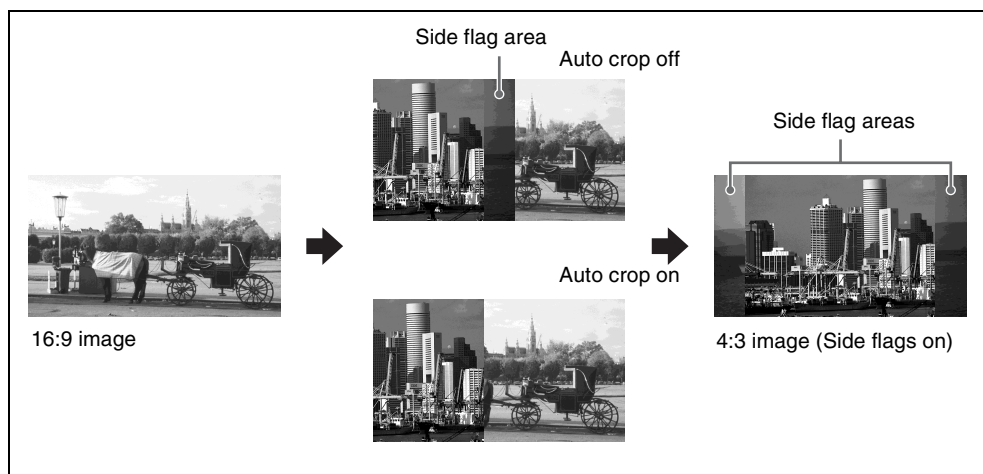 Side flag area
Auto crop off
Side flag areas
Auto crop on
16:9 image
4:3 image (Side flags on)